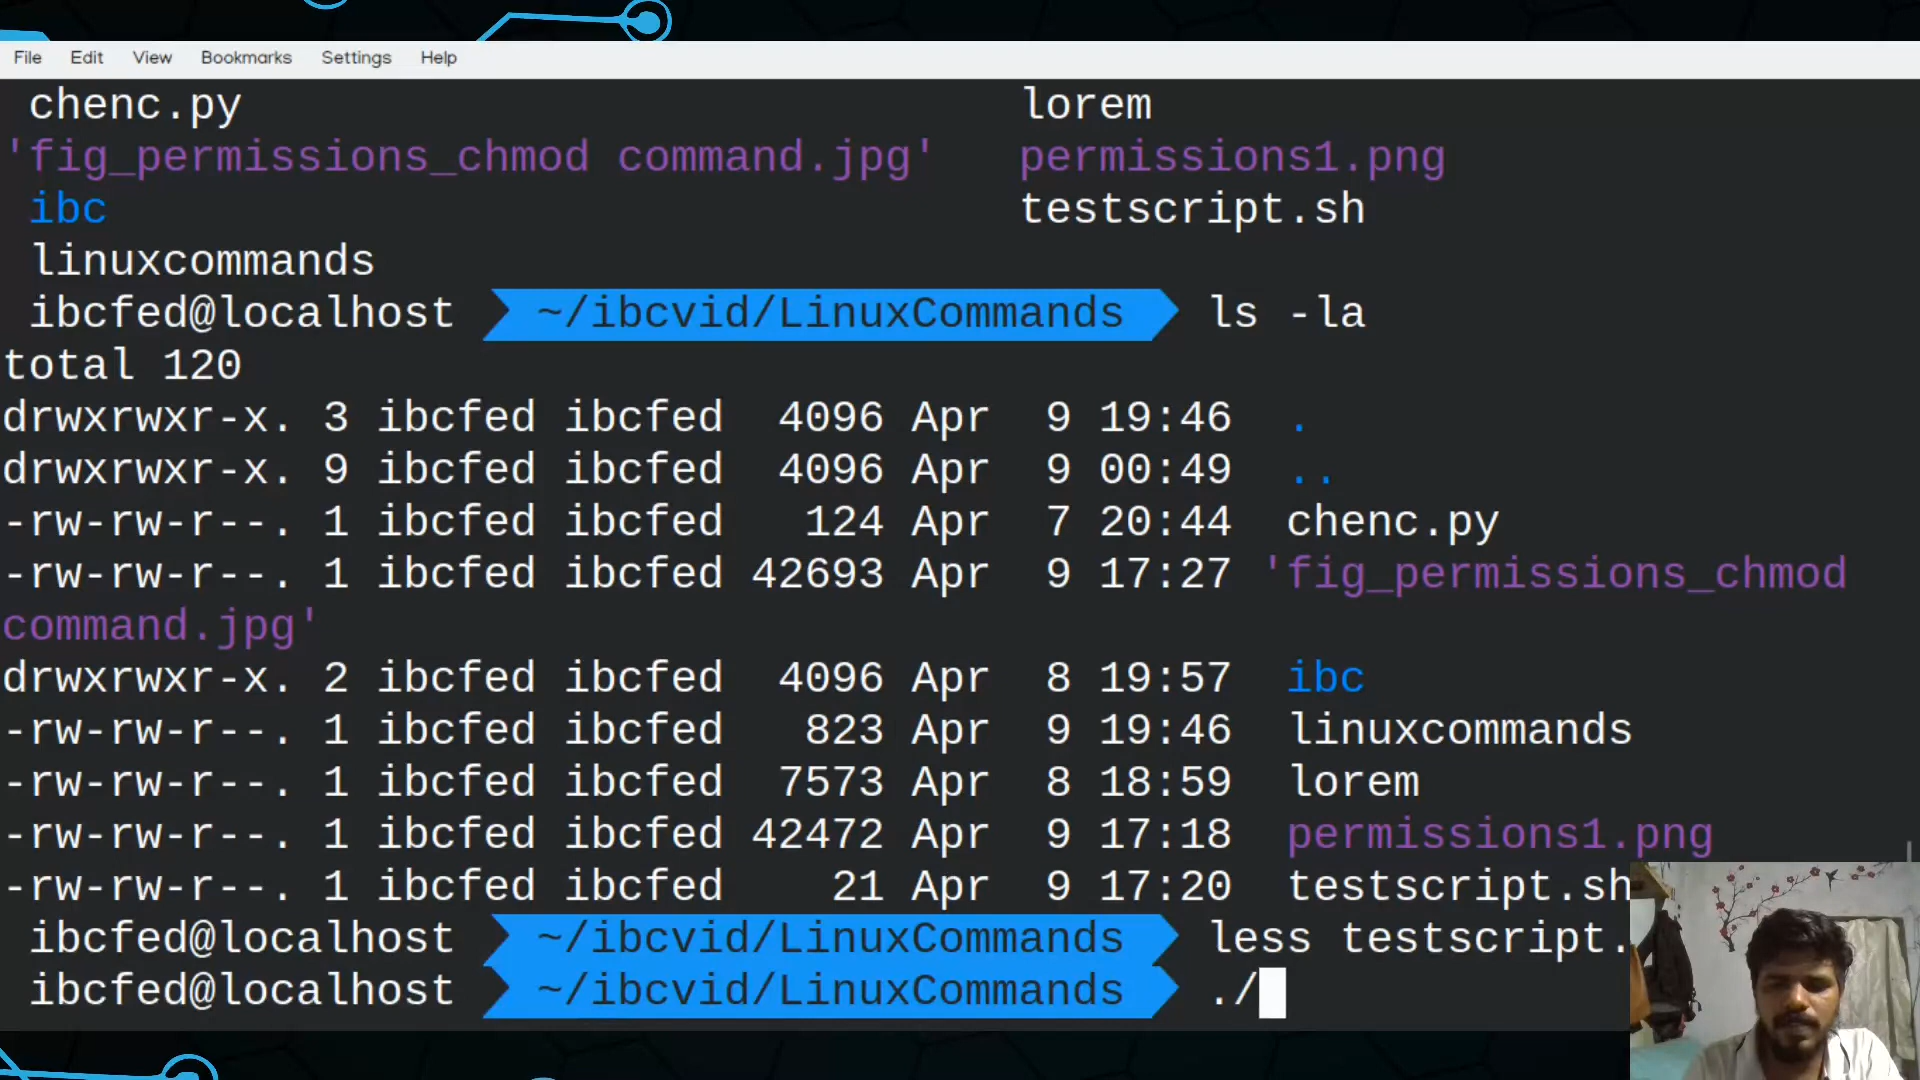 File Edit View Bookmarks Settings Help
chenc.py lorem
'fig_permissions_chmod command.jpg' permissions1.png
ibc testscript.sh
linuxcommands
ibcfed@localhost ~/ibcvid/LinuxCommands ls -la
total 120
drwxrwxr-x. 3 ibcfed ibcfed 4096 Apr 9 19:46 .
drwxrwxr-x. 9 ibcfed ibcfed 4096 Apr 9 00:49 ..
-rw-rw-r--. 1 ibcfed ibcfed 124 Apr 7 20:44 chenc.py
-rw-rw-r--. 1 ibcfed ibcfed 42693 Apr 9 17:27 'fig_permissions_chmod
command.jpg'
drwxrwxr-x. 2 ibcfed ibcfed 4096 Apr 8 19:57 ibc
-rw-rw-r--. 1 ibcfed ibcfed 823 Apr 9 19:46 linuxcommands
-rw-rw-r--. 1 ibcfed ibcfed 7573 Apr 8 18:59 lorem
-rw-rw-r--. 1 ibcfed ibcfed 42472 Apr 9 17:18 permissions1.png
-rw-rw-r--. 1 ibcfed ibcfed 21 Apr 9 17:20 testscript.sh
ibcfed@localhost ~/ibcvid/LinuxCommands less testscript.
ibcfed@localhost ~/ibcvid/LinuxCommands ./